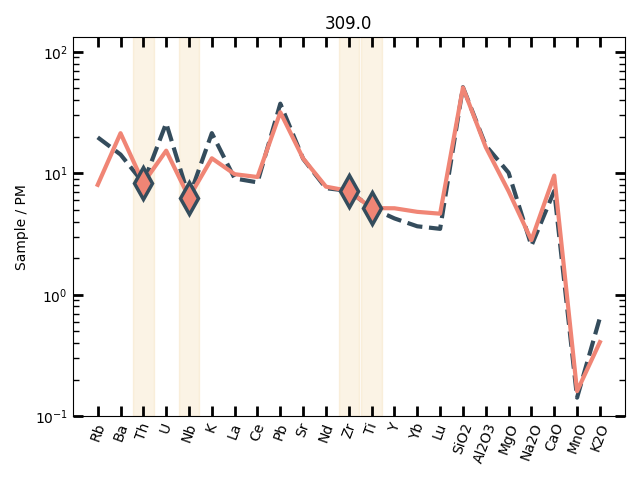 309.0
Sample / PM
10²
10¹
10⁰
10⁻¹
Rb Ba Th U Nb K La Ce Pb Sr Nd Zr Ti Y Yb Lu SiO2 Al2O3 MgO Na2O CaO MnO K2O